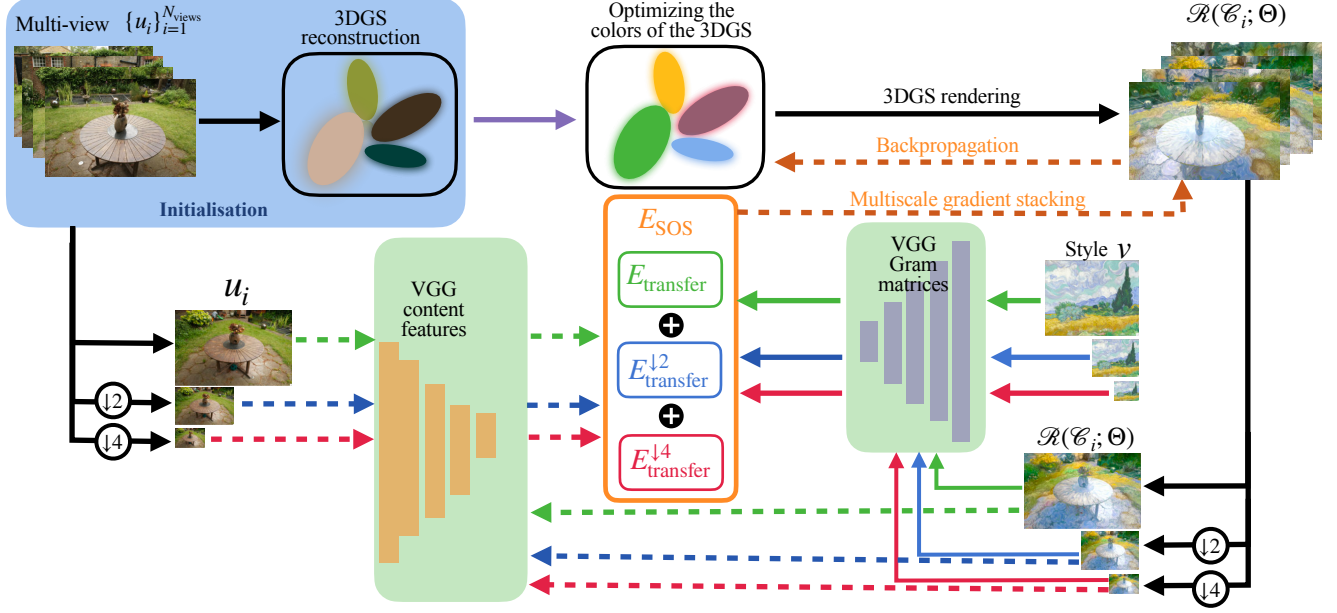 Multi-view {u_i}_{i=1}^{N_views}
3DGS
reconstruction
Initialisation
Optimizing the
colors of the 3DGS
3DGS rendering
ℛ(𝒞_i; Θ)
Backpropagation
Multiscale gradient stacking
E_SOS
E_transfer
+
E_transfer^{↓2}
+
E_transfer^{↓4}
VGG
content
features
VGG
Gram
matrices
Style v
u_i
↓2
↓4
ℛ(𝒞_i; Θ)
↓2
↓4